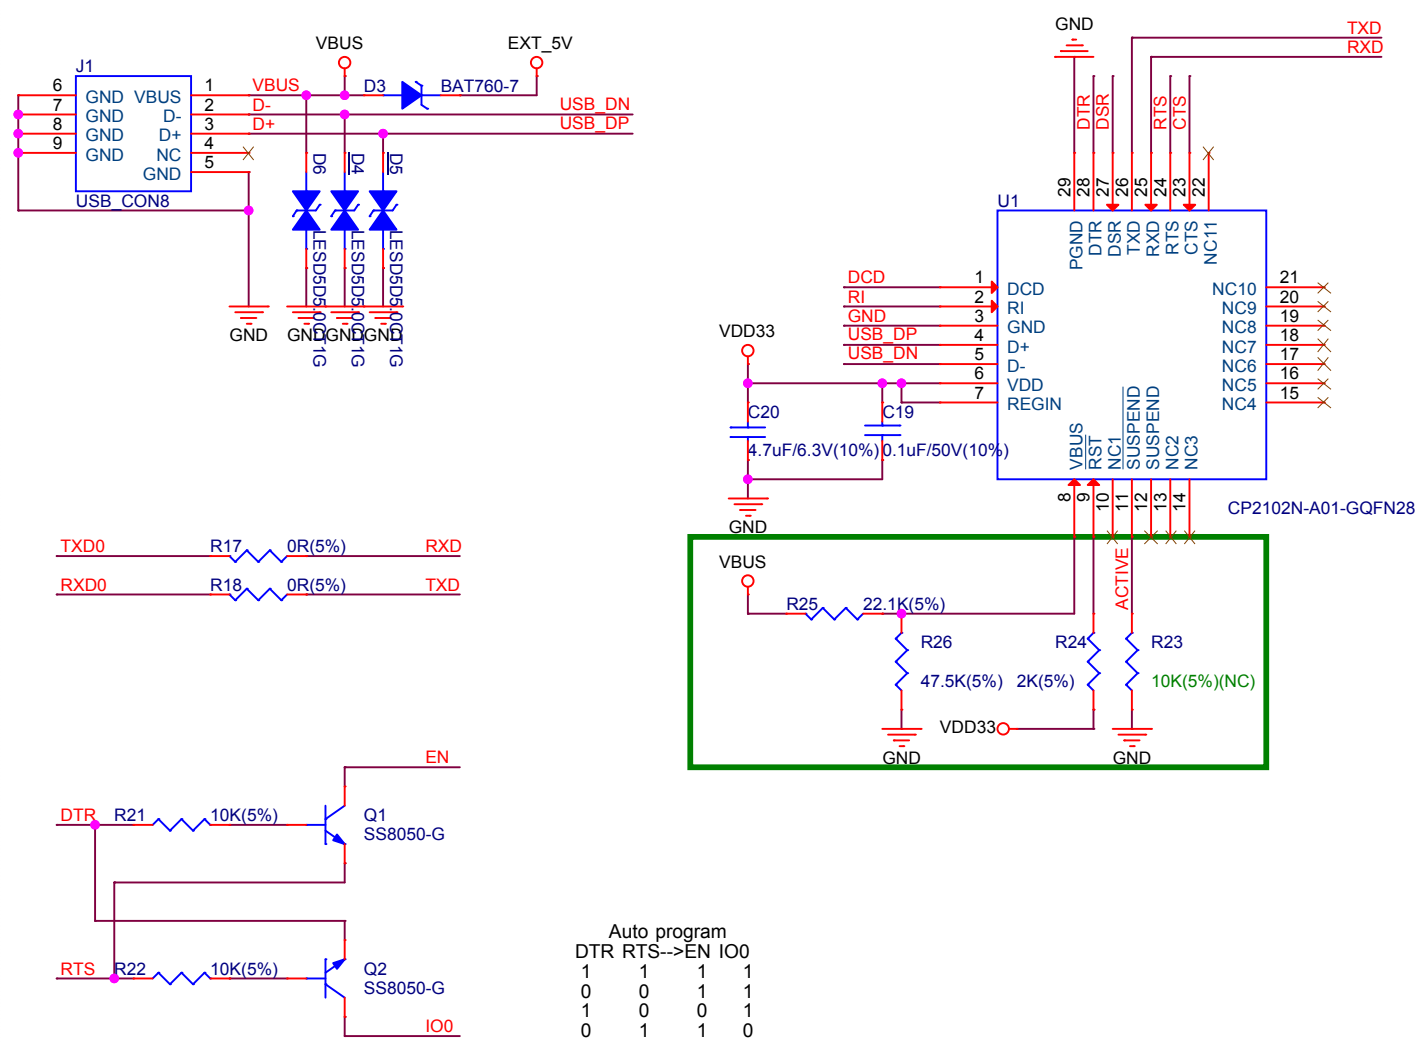 VBUS
EXT_5V
J1
6 GND VBUS 1 VBUS
7 GND D- 2 D-
8 GND D+ 3 D+
9 GND NC 4
GND 5
USB_CON8
D3 BAT760-7
USB_DN
USB_DP
D6 D4 D5
LESD5D5.0CT1G LESD5D5.0CT1G LESD5D5.0CT1G
GND GND GND GND
GND
TXD
RXD
DTR DSR RTS CTS
29 28 27 26 25 24 23 22
U1
PGND DTR DSR TXD RXD RTS CTS NC11
DCD 1 DCD
RI 2 RI
GND 3 GND
USB_DP 4 D+
USB_DN 5 D-
6 VDD
7 REGIN
NC10 21
NC9 20
NC8 19
NC7 18
NC6 17
NC5 16
NC4 15
VBUS RST NC1 SUSPEND SUSPEND NC2 NC3
8 9 10 11 12 13 14
CP2102N-A01-GQFN28
VDD33
C20 C19
4.7uF/6.3V(10%) 0.1uF/50V(10%)
GND
TXD0 R17 0R(5%) RXD
RXD0 R18 0R(5%) TXD
VBUS
R25 22.1K(5%)
ACTIVE
R26 R24 R23
47.5K(5%) 2K(5%) 10K(5%)(NC)
VDD33
GND GND
EN
DTR R21 10K(5%) Q1
SS8050-G
RTS R22 10K(5%) Q2
SS8050-G
IO0
Auto program
DTR RTS-->EN IO0
1 1 1 1
0 0 1 1
1 0 0 1
0 1 1 0